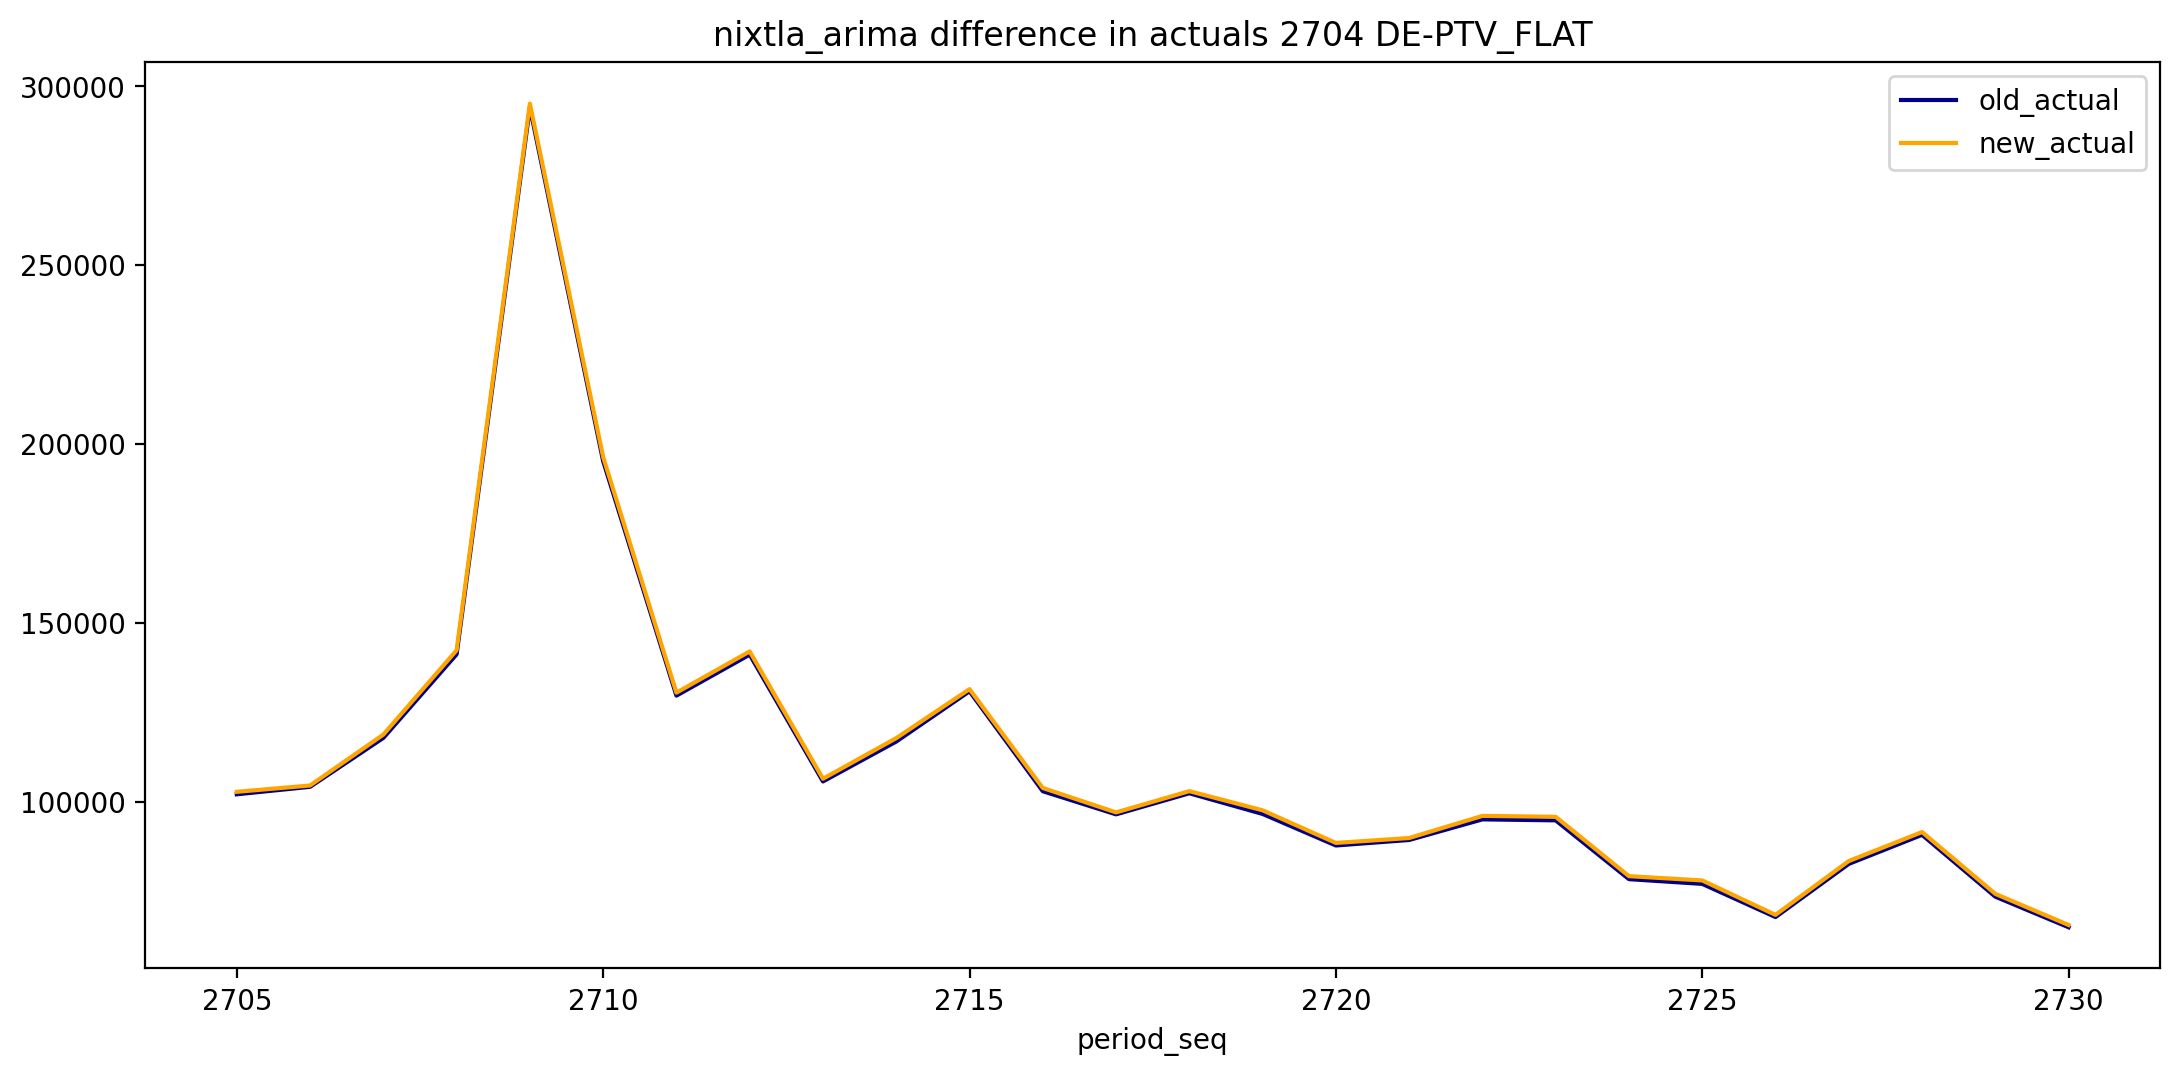 nixtla_arima difference in actuals 2704 DE-PTV_FLAT
300000
250000
200000
150000
100000
old_actual
new_actual
2705 2710 2715 2720 2725 2730
period_seq